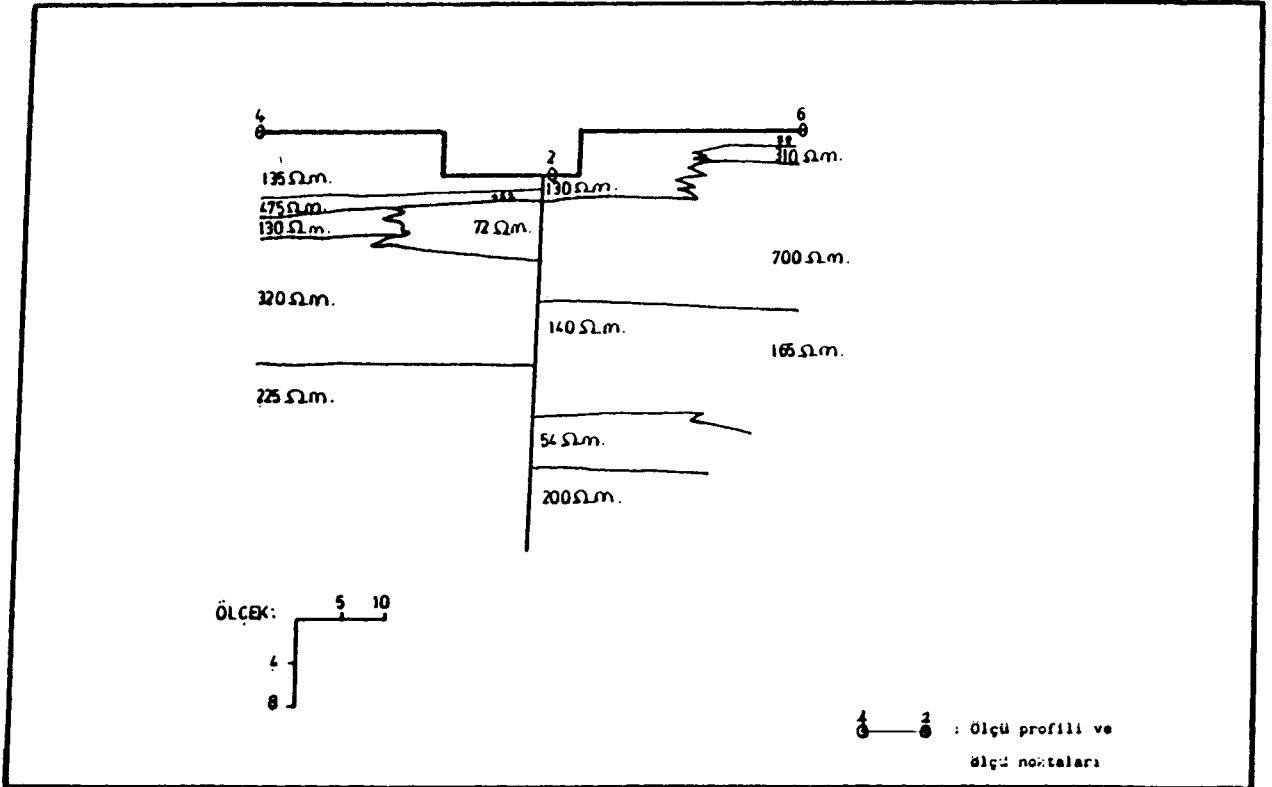 4
6
2
135 Ωm.
310 Ωm.
130 Ωm.
475 Ωm.
130 Ωm.
72 Ωm.
700 Ωm.
320 Ωm.
140 Ωm.
165 Ωm.
225 Ωm.
54 Ωm.
200 Ωm.
ÖLÇEK:
5 10
4
8
4 2 : Ölçü profili ve
ölçü noktaları